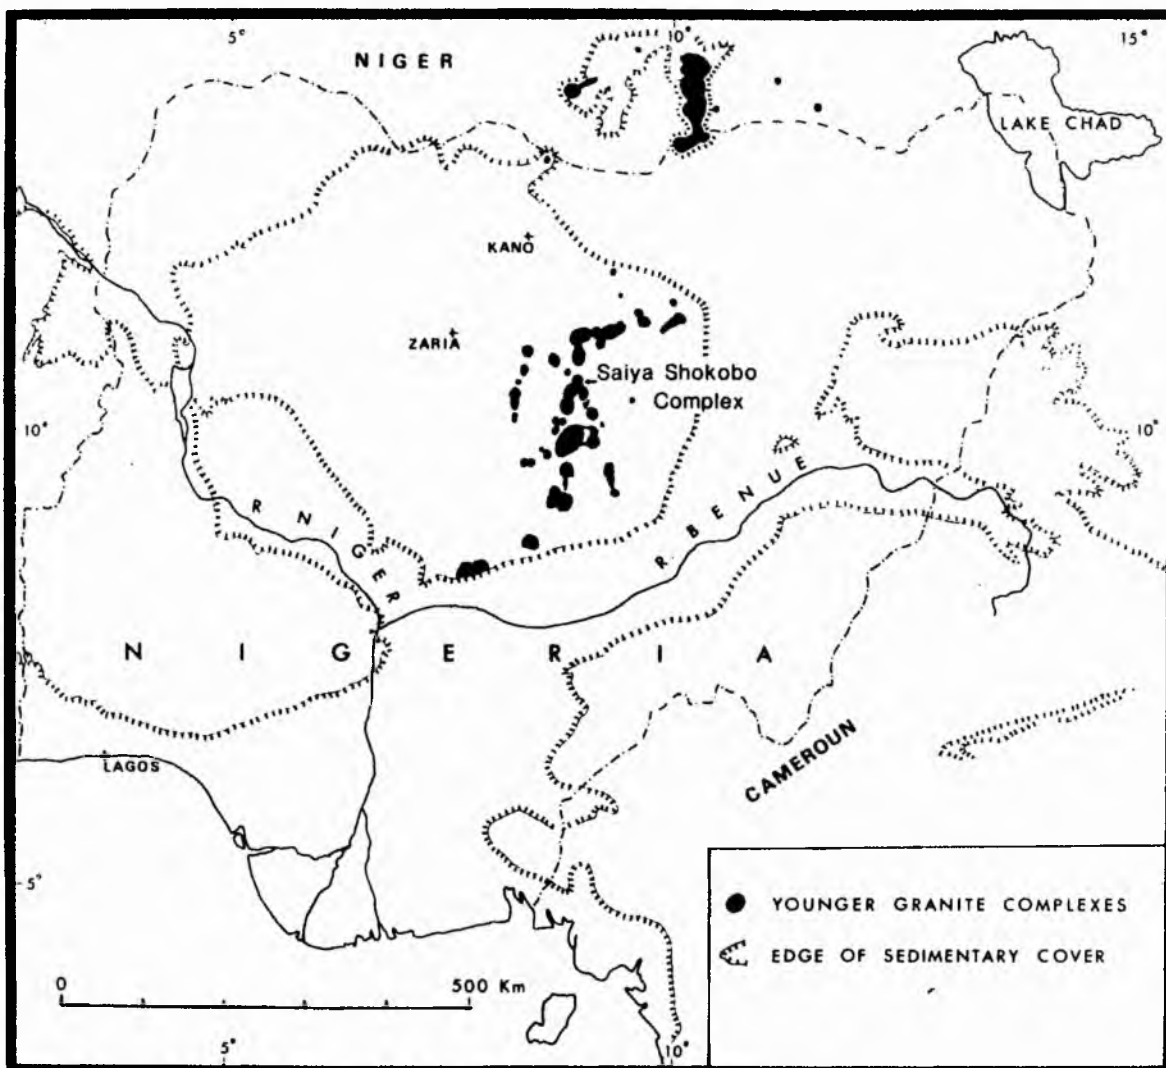 5° 10° 15°
NIGER
LAKE CHAD
KANO
ZARIA
Saiya Shokobo
Complex
10° 10°
R NIGER
R BENUE
NIGERIA
CAMEROUN
LAGOS
5°
YOUNGER GRANITE COMPLEXES
EDGE OF SEDIMENTARY COVER
0 500 Km
5° 10°